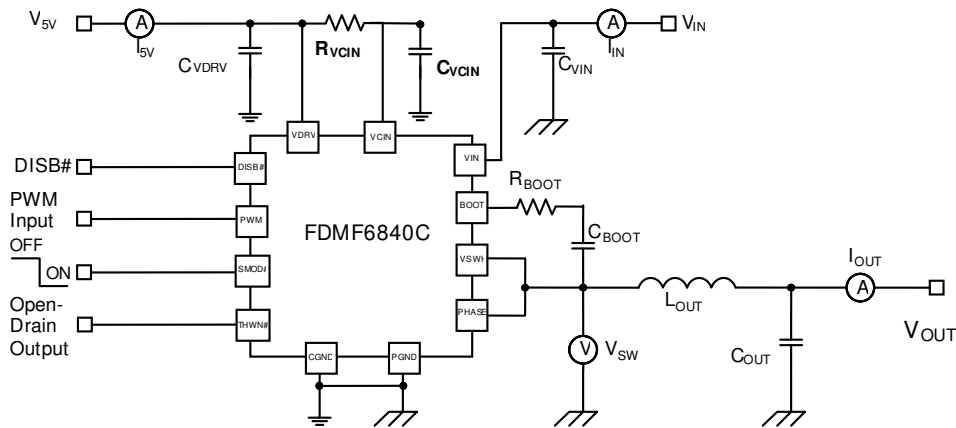 V5V
A
I5V
RVCIN
CVDRV
CVCIN
CVIN
A
IIN
VIN
VDRV
VCIN
VIN
DISB#
DISB#
PWM
Input
PWM
BOOT
RBOOT
CBOOT
FDMF6840C
OFF
ON
SMOD#
VSWH
Open-
Drain
Output
THWN#
PHASE
LOUT
IOUT
A
VOUT
V
VSW
COUT
CGND
PGND